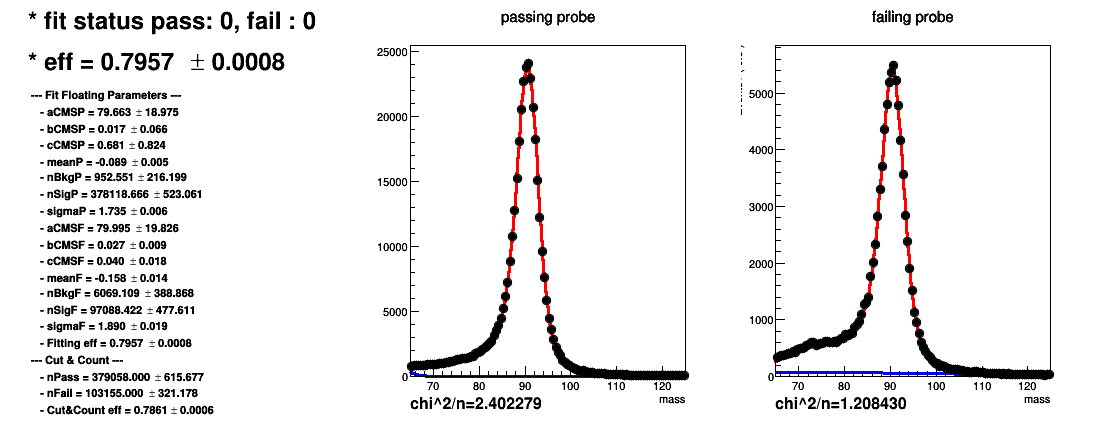 * fit status pass: 0, fail : 0
* eff = 0.7957 ± 0.0008
--- Fit Floating Parameters ---
- aCMSP = 79.663 ± 18.975
- bCMSP = 0.017 ± 0.066
- cCMSP = 0.681 ± 0.824
- meanP = -0.089 ± 0.005
- nBkgP = 952.551 ± 216.199
- nSigP = 378118.666 ± 523.061
- sigmaP = 1.735 ± 0.006
- aCMSF = 79.995 ± 19.826
- bCMSF = 0.027 ± 0.009
- cCMSF = 0.040 ± 0.018
- meanF = -0.158 ± 0.014
- nBkgF = 6069.109 ± 388.868
- nSigF = 97088.422 ± 477.611
- sigmaF = 1.890 ± 0.019
- Fitting eff = 0.7957 ± 0.0008
--- Cut & Count ---
- nPass = 379058.000 ± 615.677
- nFail = 103155.000 ± 321.178
- Cut&Count eff = 0.7861 ± 0.0006
passing probe
25000
20000
15000
10000
5000
0
70 80 90 100 110 120
mass
chi^2/n=2.402279
failing probe
5000
4000
3000
2000
1000
0
70 80 90 100 110 120
mass
chi^2/n=1.208430